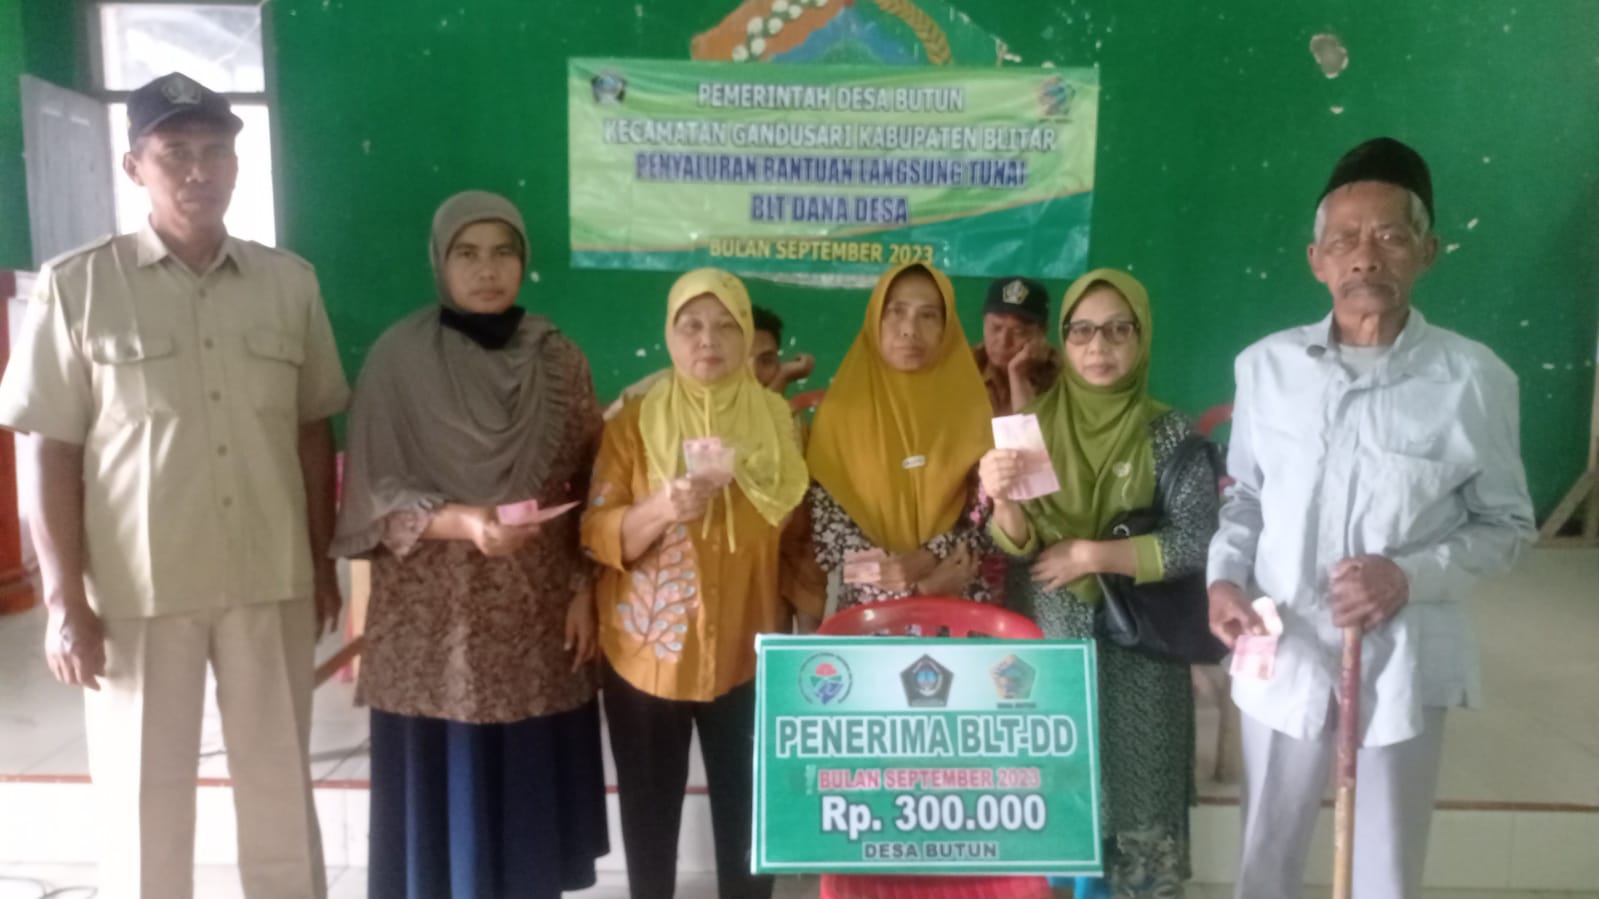 PEMERINTAH DESA BUTUN
KECAMATAN GANDUSARI KABUPATEN BLITAR
PENYALURAN BANTUAN LANGSUNG TUNAI
BLT DANA DESA
BULAN SEPTEMBER 2023
PENERIMA BLT-DD
BULAN SEPTEMBER 2023
Rp. 300.000
DESA BUTUN